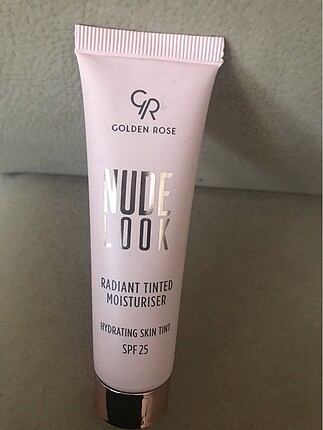 GR
GOLDEN ROSE
NUDE
LOOK
RADIANT TINTED
MOISTURISER
HYDRATING SKIN TINT
SPF 25